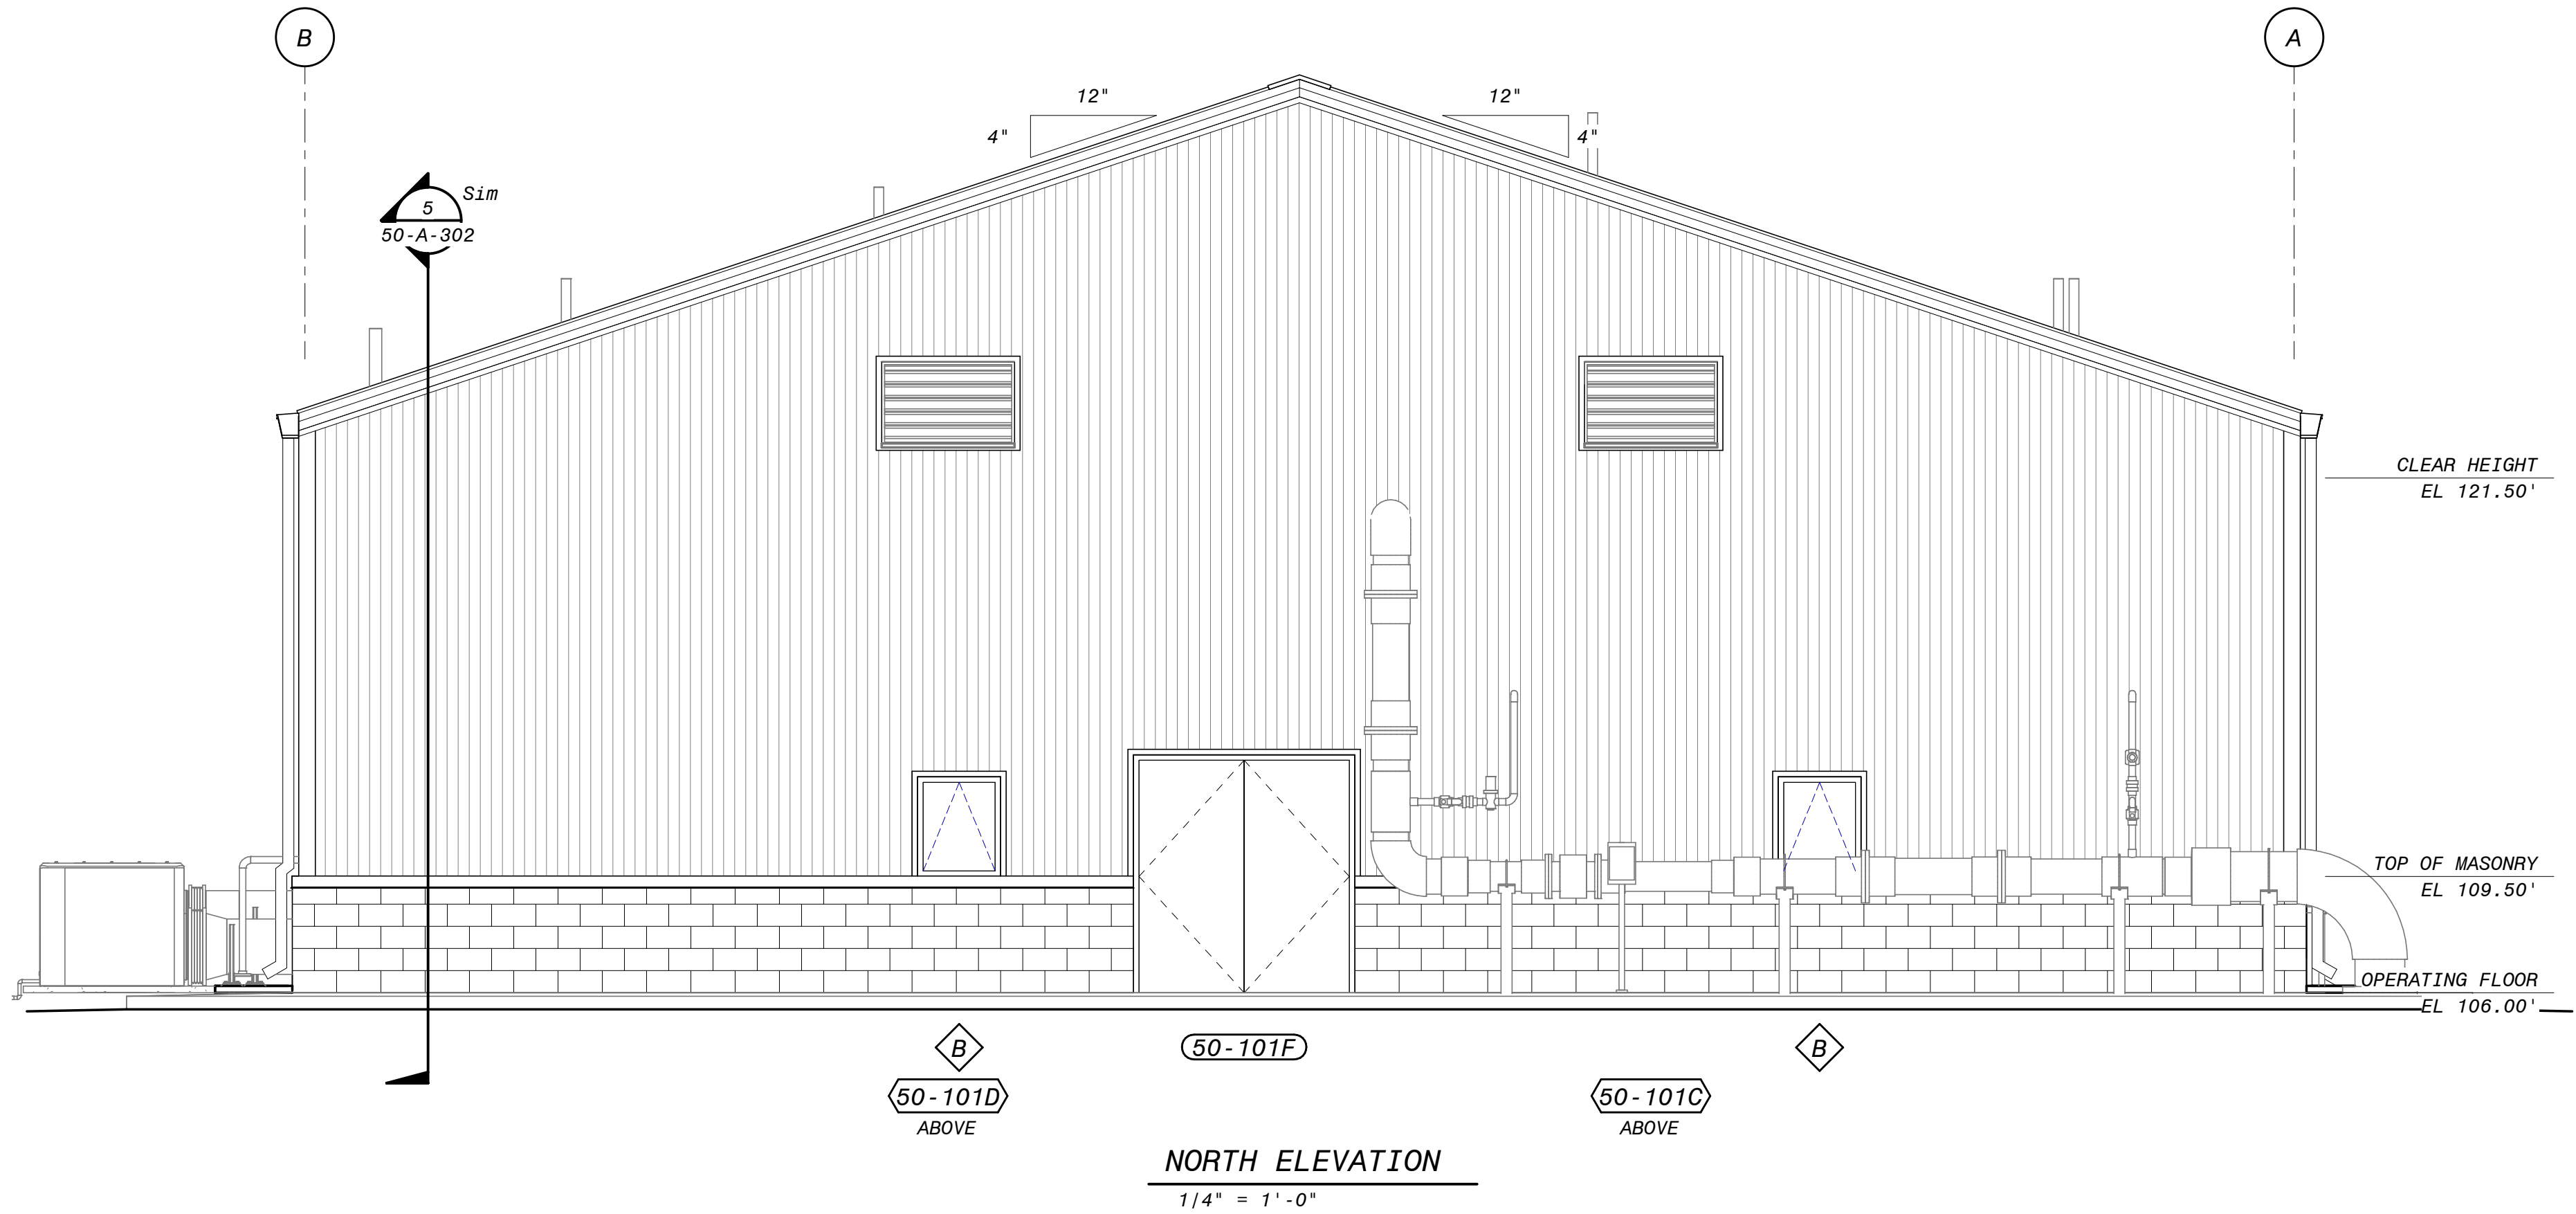 B
A
12"
12"
4"
4"
5
Sim
50-A-302
CLEAR HEIGHT
EL 121.50'
TOP OF MASONRY
EL 109.50'
OPERATING FLOOR
EL 106.00'
B
50-101F
B
50-101D
50-101C
ABOVE
ABOVE
NORTH ELEVATION
1/4" = 1'-0"